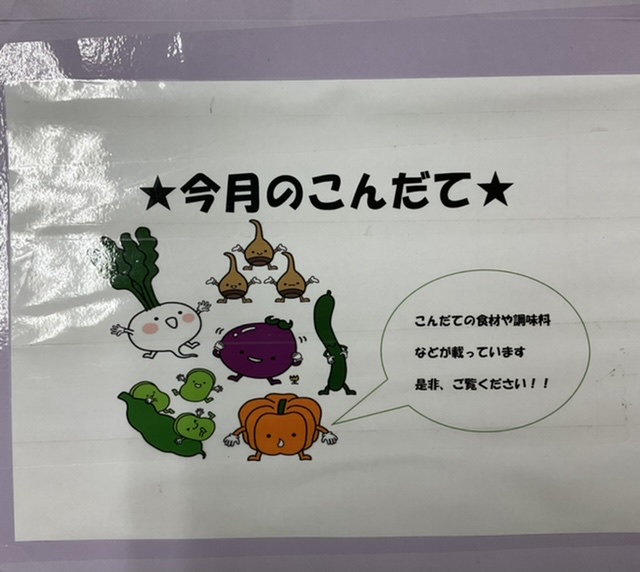 ★今月のこんだて★
こんだての食材や調味料
などが載っています
是非、ご覧ください！！